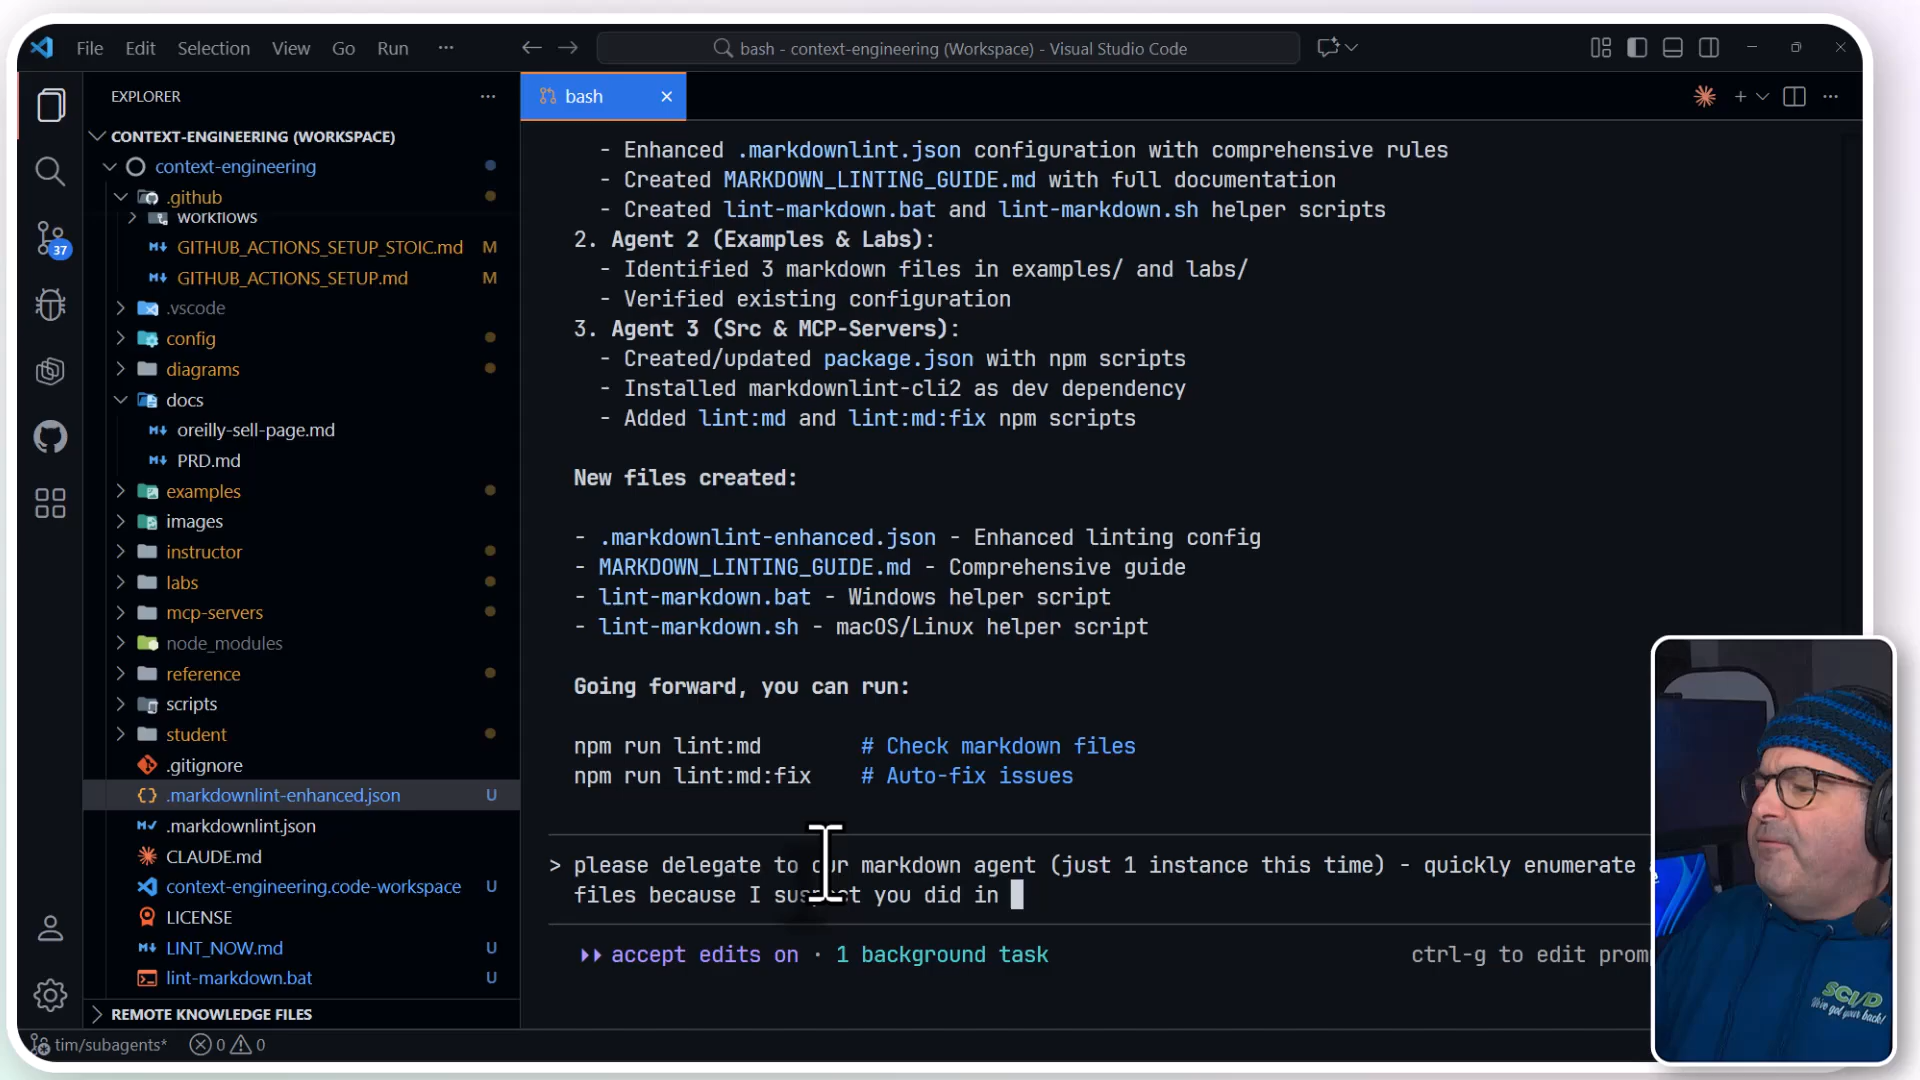 File Edit Selection View Go Run ···
bash - context-engineering (Workspace) - Visual Studio Code
EXPLORER
bash
CONTEXT-ENGINEERING (WORKSPACE)
context-engineering
.github
workflows
GITHUB_ACTIONS_SETUP_STOIC.md M
GITHUB_ACTIONS_SETUP.md M
.vscode
config
diagrams
docs
oreilly-sell-page.md
PRD.md
examples
images
instructor
labs
mcp-servers
node_modules
reference
scripts
student
.gitignore
.markdownlint-enhanced.json U
.markdownlint.json
CLAUDE.md
context-engineering.code-workspace U
LICENSE
LINT_NOW.md U
lint-markdown.bat U
REMOTE KNOWLEDGE FILES
37
- Enhanced .markdownlint.json configuration with comprehensive rules
- Created MARKDOWN_LINTING_GUIDE.md with full documentation
- Created lint-markdown.bat and lint-markdown.sh helper scripts
2. Agent 2 (Examples & Labs):
- Identified 3 markdown files in examples/ and labs/
- Verified existing configuration
3. Agent 3 (Src & MCP-Servers):
- Created/updated package.json with npm scripts
- Installed markdownlint-cli2 as dev dependency
- Added lint:md and lint:md:fix npm scripts
New files created:
- .markdownlint-enhanced.json - Enhanced linting config
- MARKDOWN_LINTING_GUIDE.md - Comprehensive guide
- lint-markdown.bat - Windows helper script
- lint-markdown.sh - macOS/Linux helper script
Going forward, you can run:
npm run lint:md # Check markdown files
npm run lint:md:fix # Auto-fix issues
> please delegate to our markdown agent (just 1 instance this time) - quickly enumerate
files because I suspect you did in
accept edits on · 1 background task
ctrl-g to edit prom
tim/subagents* 0 0
SCI/D
We've got your back!